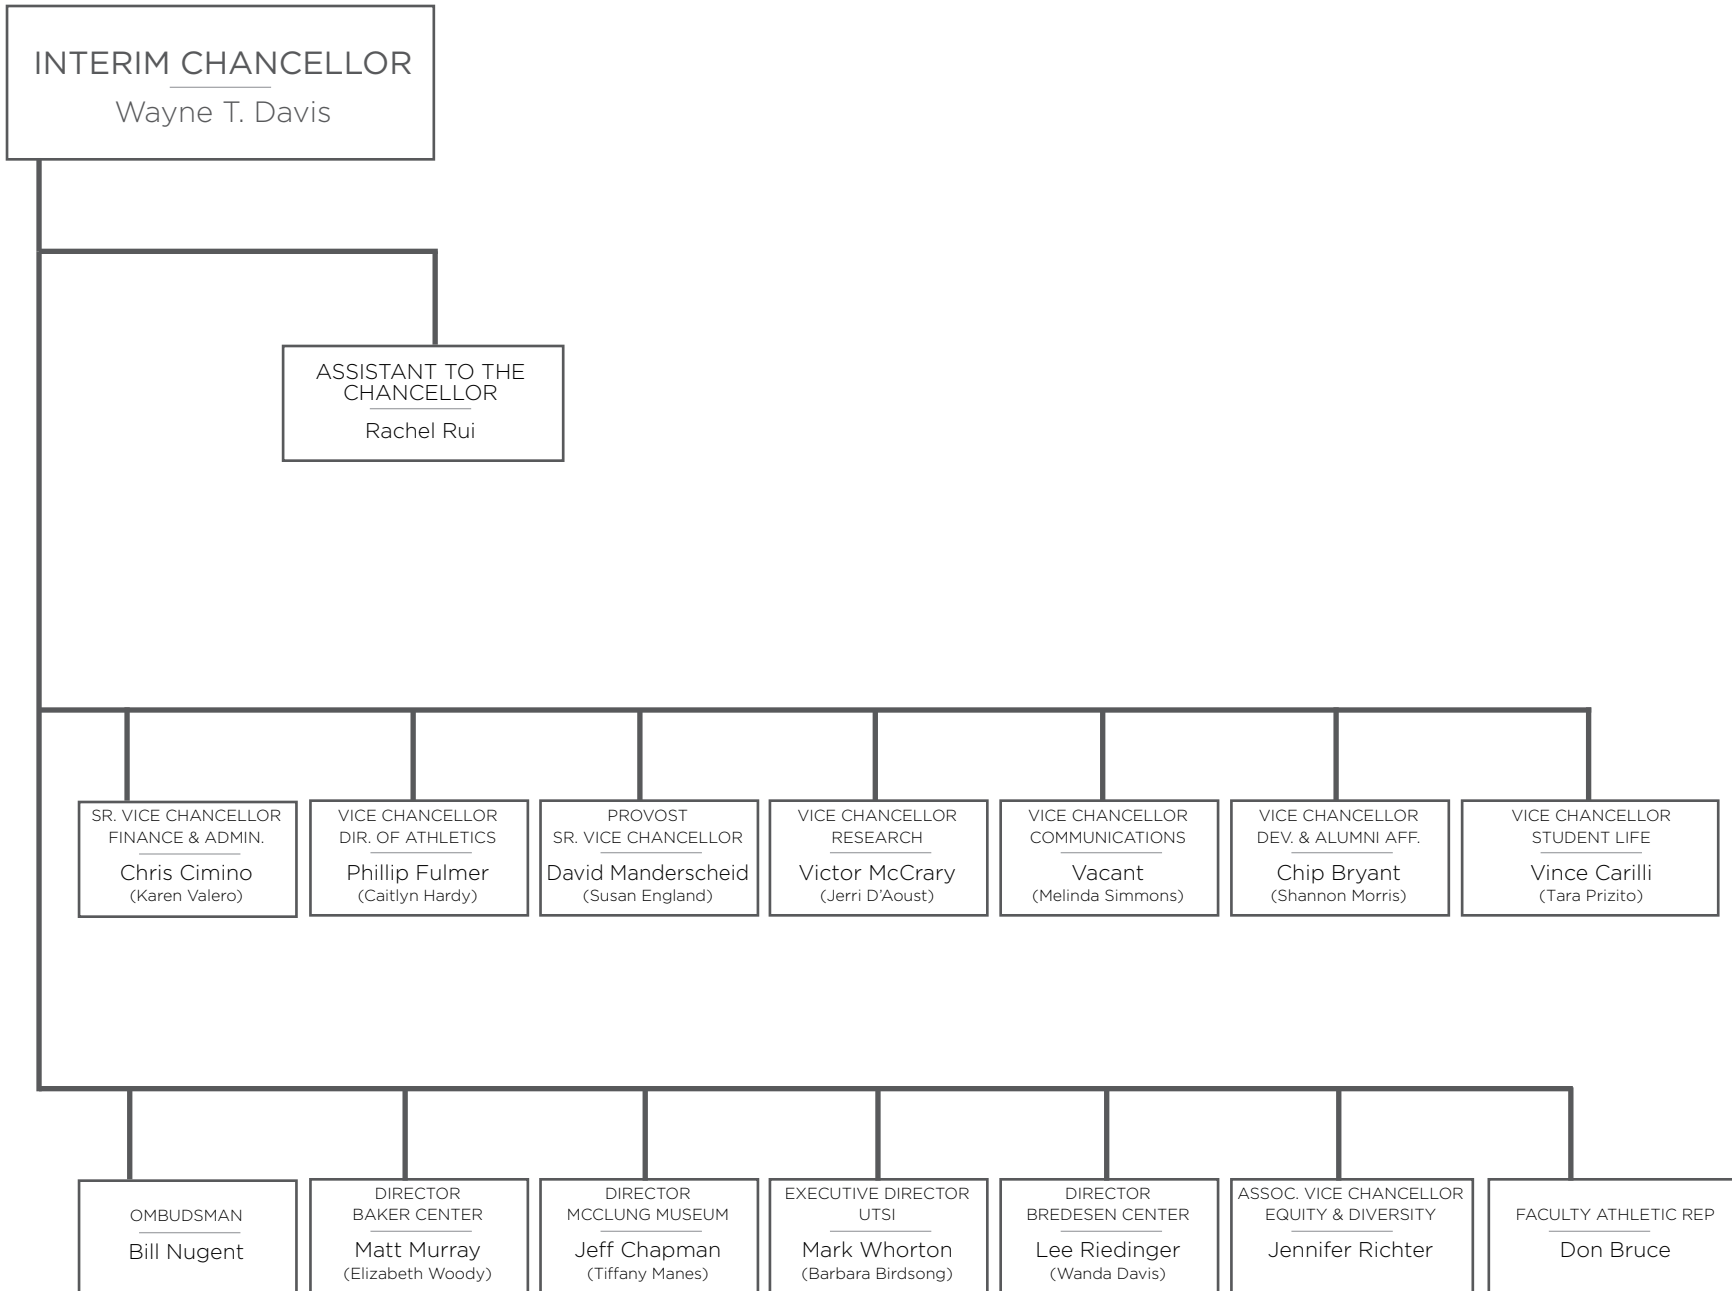 INTERIM CHANCELLOR
Wayne T. Davis
ASSISTANT TO THE
CHANCELLOR
Rachel Rui
SR. VICE CHANCELLOR
FINANCE & ADMIN.
Chris Cimino
(Karen Valero)
VICE CHANCELLOR
DIR. OF ATHLETICS
Phillip Fulmer
(Caitlyn Hardy)
PROVOST
SR. VICE CHANCELLOR
David Manderscheid
(Susan England)
VICE CHANCELLOR
RESEARCH
Victor McCrary
(Jerri D'Aoust)
VICE CHANCELLOR
COMMUNICATIONS
Vacant
(Melinda Simmons)
VICE CHANCELLOR
DEV. & ALUMNI AFF.
Chip Bryant
(Shannon Morris)
VICE CHANCELLOR
STUDENT LIFE
Vince Carilli
(Tara Prizito)
OMBUDSMAN
Bill Nugent
DIRECTOR
BAKER CENTER
Matt Murray
(Elizabeth Woody)
DIRECTOR
MCCLUNG MUSEUM
Jeff Chapman
(Tiffany Manes)
EXECUTIVE DIRECTOR
UTSI
Mark Whorton
(Barbara Birdsong)
DIRECTOR
BREDESEN CENTER
Lee Riedinger
(Wanda Davis)
ASSOC. VICE CHANCELLOR
EQUITY & DIVERSITY
Jennifer Richter
FACULTY ATHLETIC REP
Don Bruce